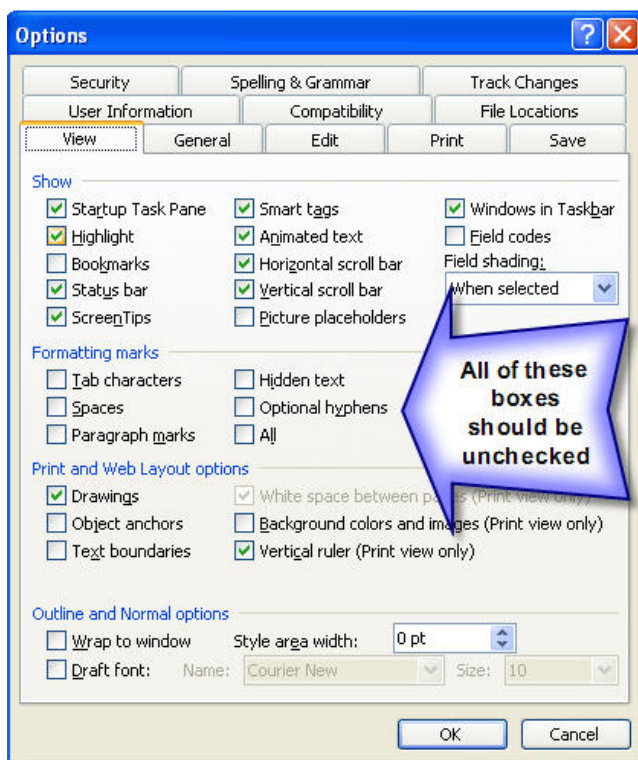 Options
Security Spelling & Grammar Track Changes
User Information Compatibility File Locations
View General Edit Print Save
Show
Startup Task Pane Smart tags Windows in Taskbar
Highlight Animated text Field codes
Bookmarks Horizontal scroll bar Field shading:
Status bar Vertical scroll bar When selected
ScreenTips Picture placeholders
Formatting marks
Tab characters Hidden text
Spaces Optional hyphens
Paragraph marks All
All of these
boxes
should be
unchecked
Print and Web Layout options
Drawings White space between pages (Print view only)
Object anchors Background colors and images (Print view only)
Text boundaries Vertical ruler (Print view only)
Outline and Normal options
Wrap to window Style area width: 0 pt
Draft font: Name: Courier New Size: 10
OK Cancel